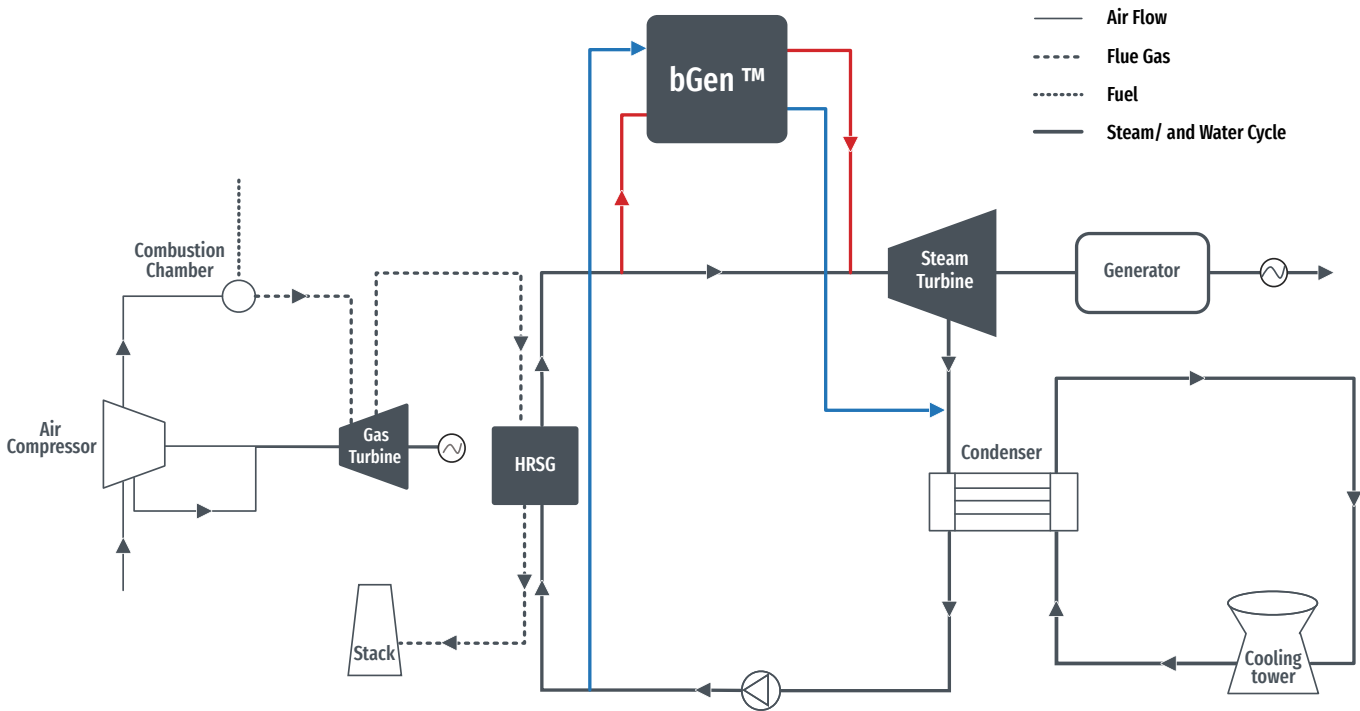 bGen ™
Air Flow
Flue Gas
Fuel
Steam/ and Water Cycle
Combustion
Chamber
Steam
Turbine
Generator
Air
Compressor
Gas
Turbine
HRSG
Condenser
Stack
Cooling
tower